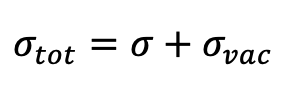 σ_tot = σ + σ_vac